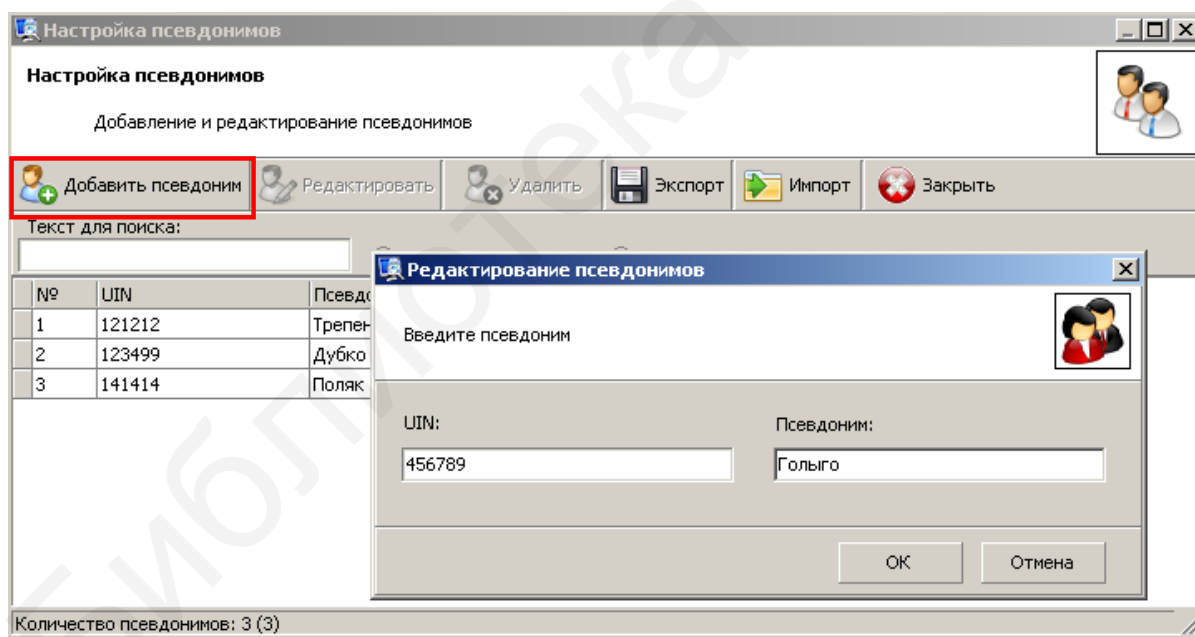 Настройка псевдонимов
Настройка псевдонимов
Добавление и редактирование псевдонимов
Добавить псевдоним Редактировать Удалить Экспорт Импорт Закрыть
Текст для поиска:
№ UIN
1 121212
2 123499 Дубко
3 141414 Поляк
Количество псевдонимов: 3 (3)
Редактирование псевдонимов
Введите псевдоним
UIN: Псевдоним:
456789 Голыго
OK Отмена
библиотека